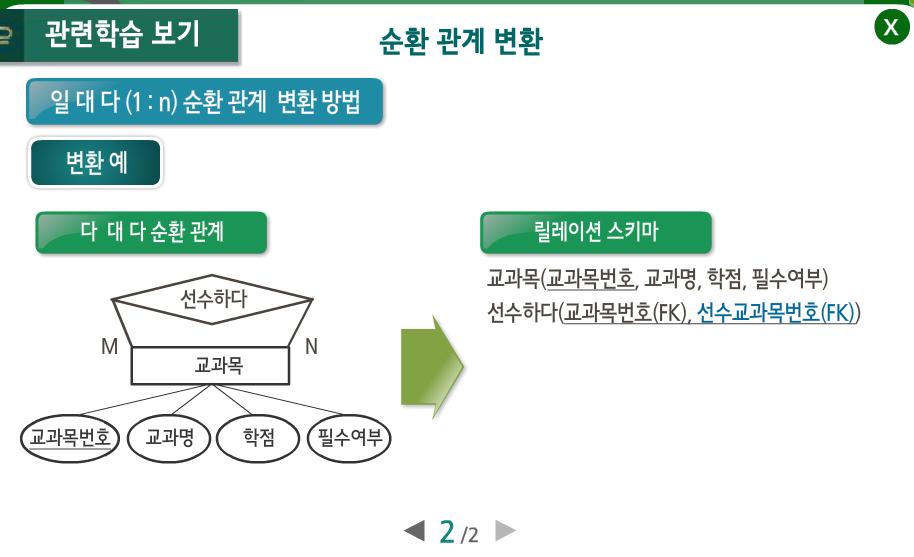 관련학습 보기
순환 관계 변환
X
일 대 다 (1 : n) 순환 관계 변환 방법
변환 예
다 대 다 순환 관계
릴레이션 스키마
교과목(교과목번호, 교과명, 학점, 필수여부)
선수하다(교과목번호(FK), 선수교과목번호(FK))
선수하다
M
N
교과목
교과목번호
교과명
학점
필수여부
2 /2